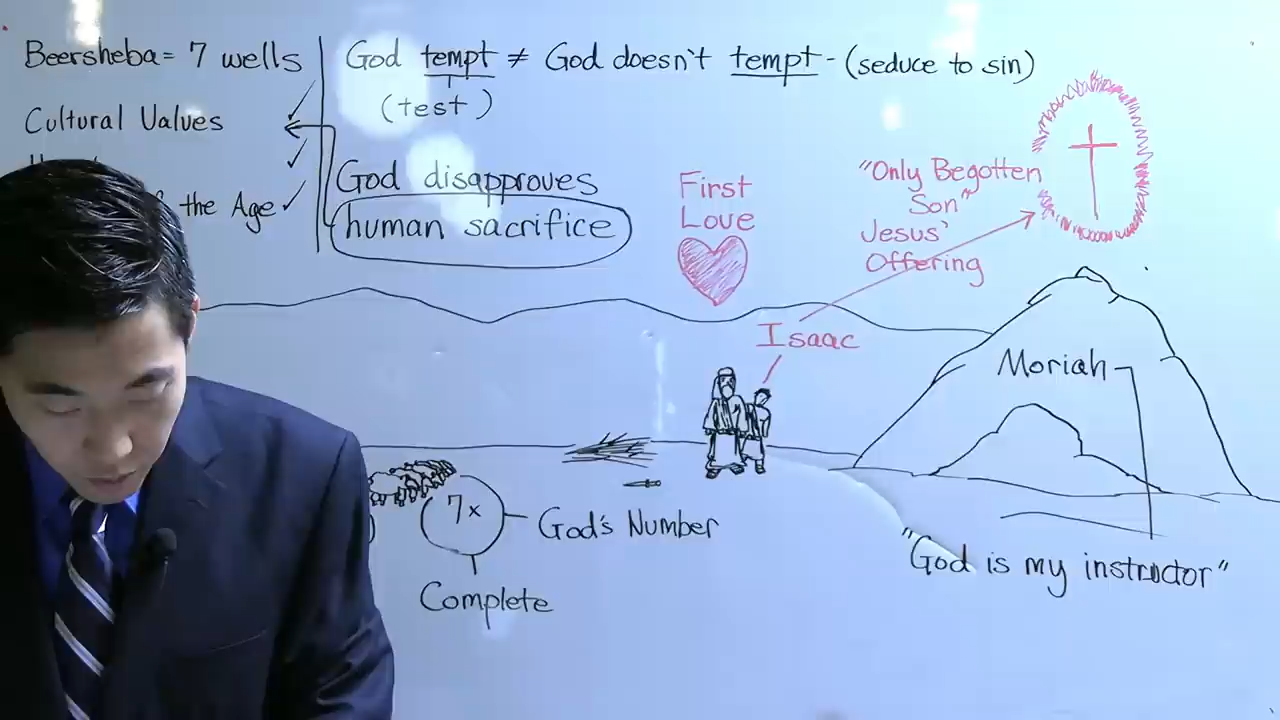 Beersheba = 7 wells
Cultural Values
the Age
God tempt ≠ God doesn't tempt - (seduce to sin)
(test)
God disapproves
human sacrifice
First
Love
"Only Begotten
Son"
Jesus'
Offering
Isaac
Moriah
7x
God's Number
Complete
"God is my instructor"